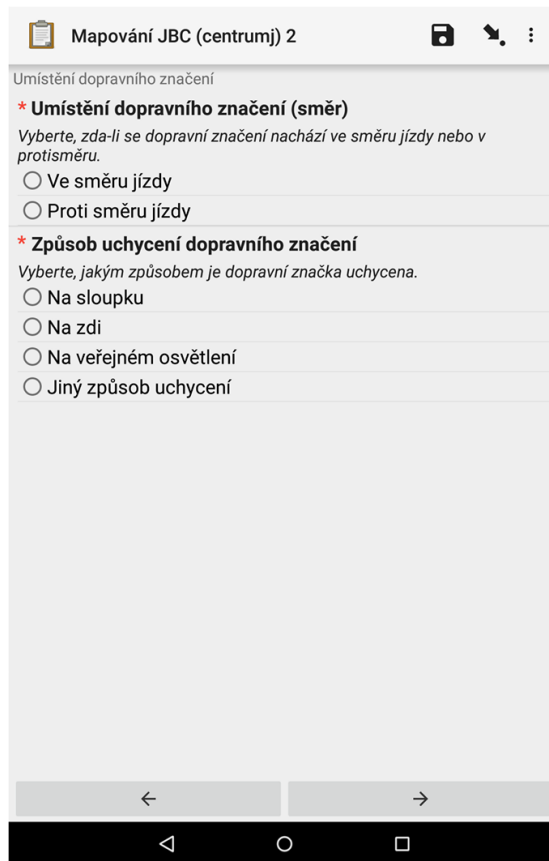 Mapování JBC (centrumj) 2
Umístění dopravního značení
* Umístění dopravního značení (směr)
Vyberte, zda-li se dopravní značení nachází ve směru jízdy nebo v
protisměru.
Ve směru jízdy
Proti směru jízdy
* Způsob uchycení dopravního značení
Vyberte, jakým způsobem je dopravní značka uchycena.
Na sloupku
Na zdi
Na veřejném osvětlení
Jiný způsob uchycení